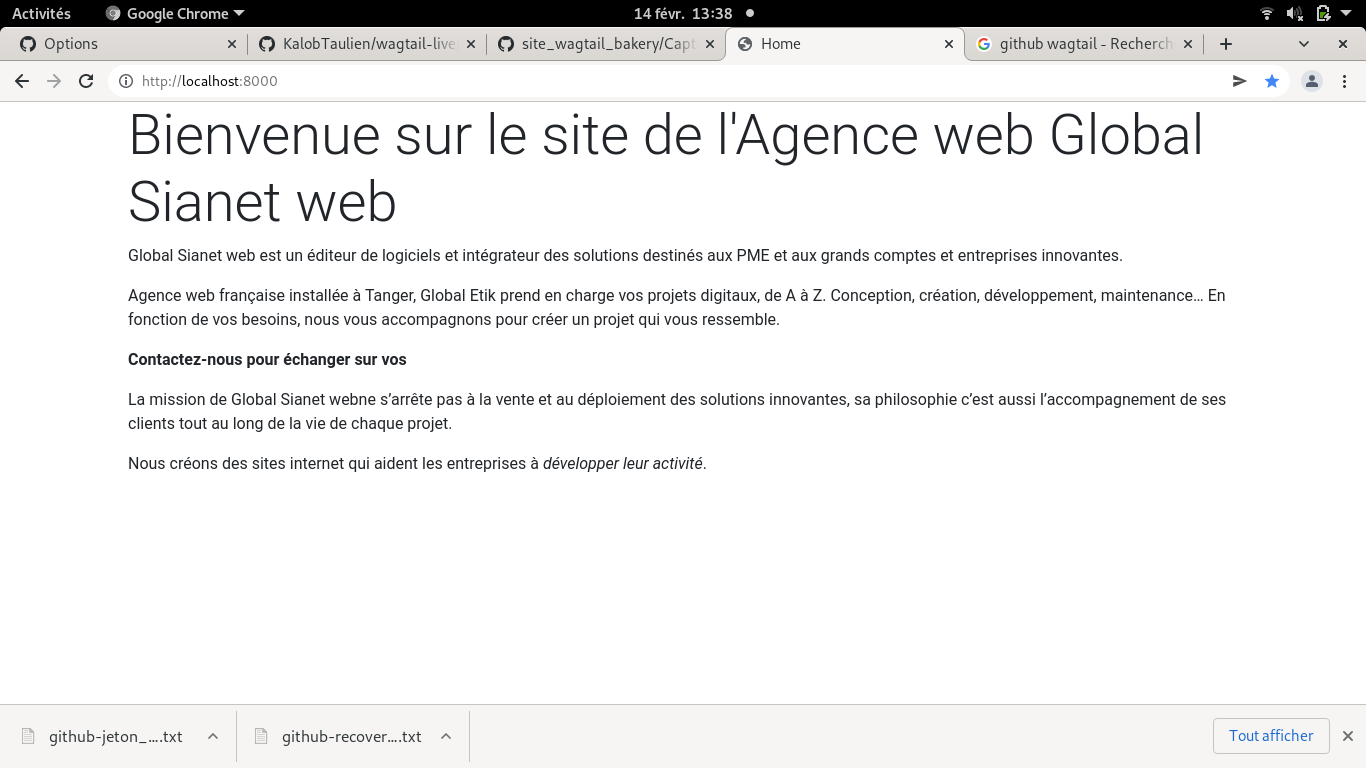 Activités
Google Chrome
14 févr. 13:38
Options
KalobTaulien/wagtail-live
site_wagtail_bakery/Capt
Home
github wagtail - Recherch
http://localhost:8000
Bienvenue sur le site de l'Agence web Global
Sianet web
Global Sianet web est un éditeur de logiciels et intégrateur des solutions destinés aux PME et aux grands comptes et entreprises innovantes.
Agence web française installée à Tanger, Global Etik prend en charge vos projets digitaux, de A à Z. Conception, création, développement, maintenance… En
fonction de vos besoins, nous vous accompagnons pour créer un projet qui vous ressemble.
Contactez-nous pour échanger sur vos
La mission de Global Sianet webne s’arrête pas à la vente et au déploiement des solutions innovantes, sa philosophie c’est aussi l’accompagnement de ses
clients tout au long de la vie de chaque projet.
Nous créons des sites internet qui aident les entreprises à développer leur activité.
github-jeton_....txt
github-recover....txt
Tout afficher